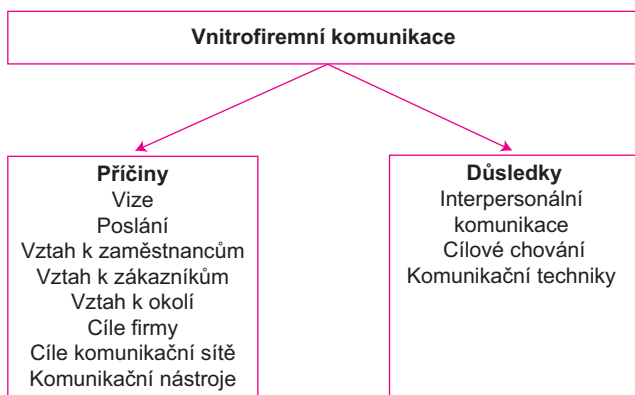 Vnitrofiremní komunikace
Příčiny
Vize
Poslání
Vztah k zaměstnancům
Vztah k zákazníkům
Vztah k okolí
Cíle firmy
Cíle komunikační sítě
Komunikační nástroje
Důsledky
Interpersonální
komunikace
Cílové chování
Komunikační techniky